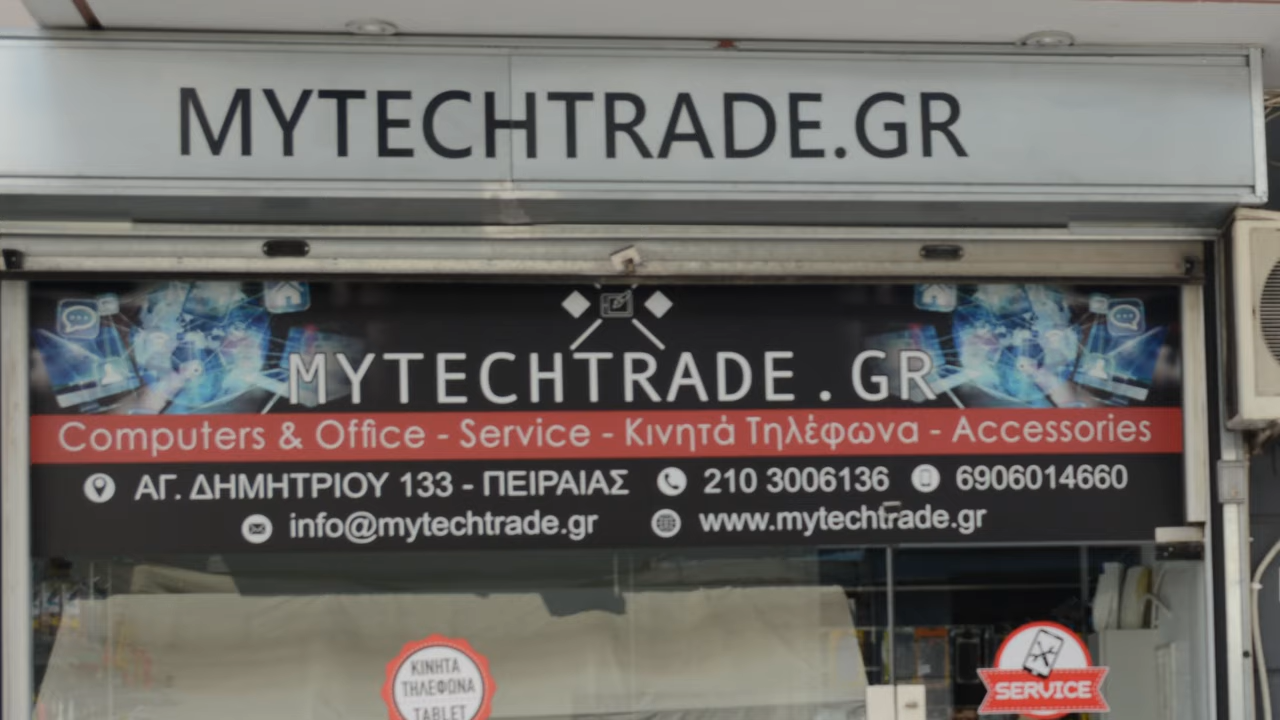 MYTECHTRADE.GR
MYTECHTRADE.GR
Computers & Office - Service - Κινητά Τηλέφωνα - Accessories
ΑΓ. ΔΗΜΗΤΡΙΟΥ 133 - ΠΕΙΡΑΙΑΣ 210 3006136 6906014660
info@mytechtrade.gr www.mytechtrade.gr
ΚΙΝΗΤΑ
ΤΗΛΕΦΩΝΑ
TABLET
SERVICE